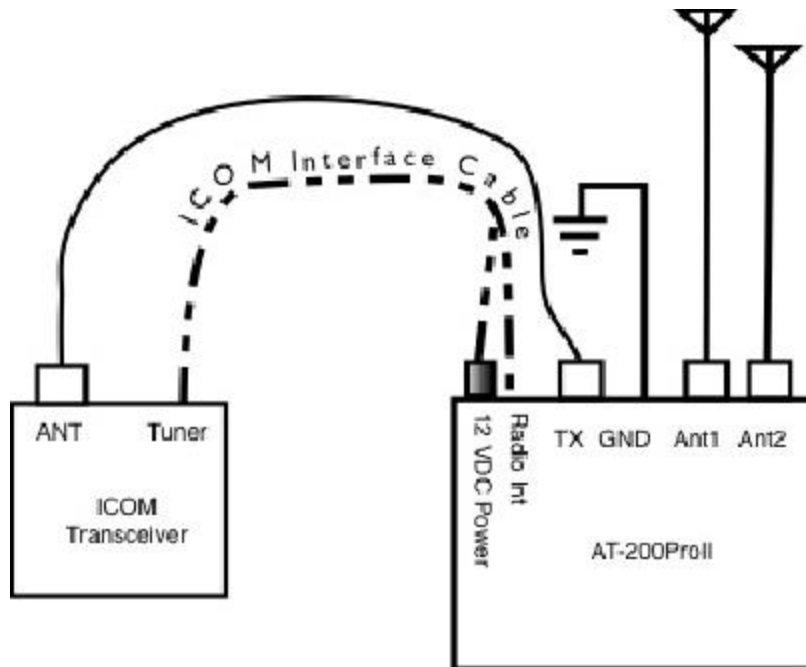 ICOM Interface Cable
ANT
Tuner
ICOM
Transceiver
12 VDC Power
Radio Int
TX
GND
Ant1
Ant2
AT-200ProII